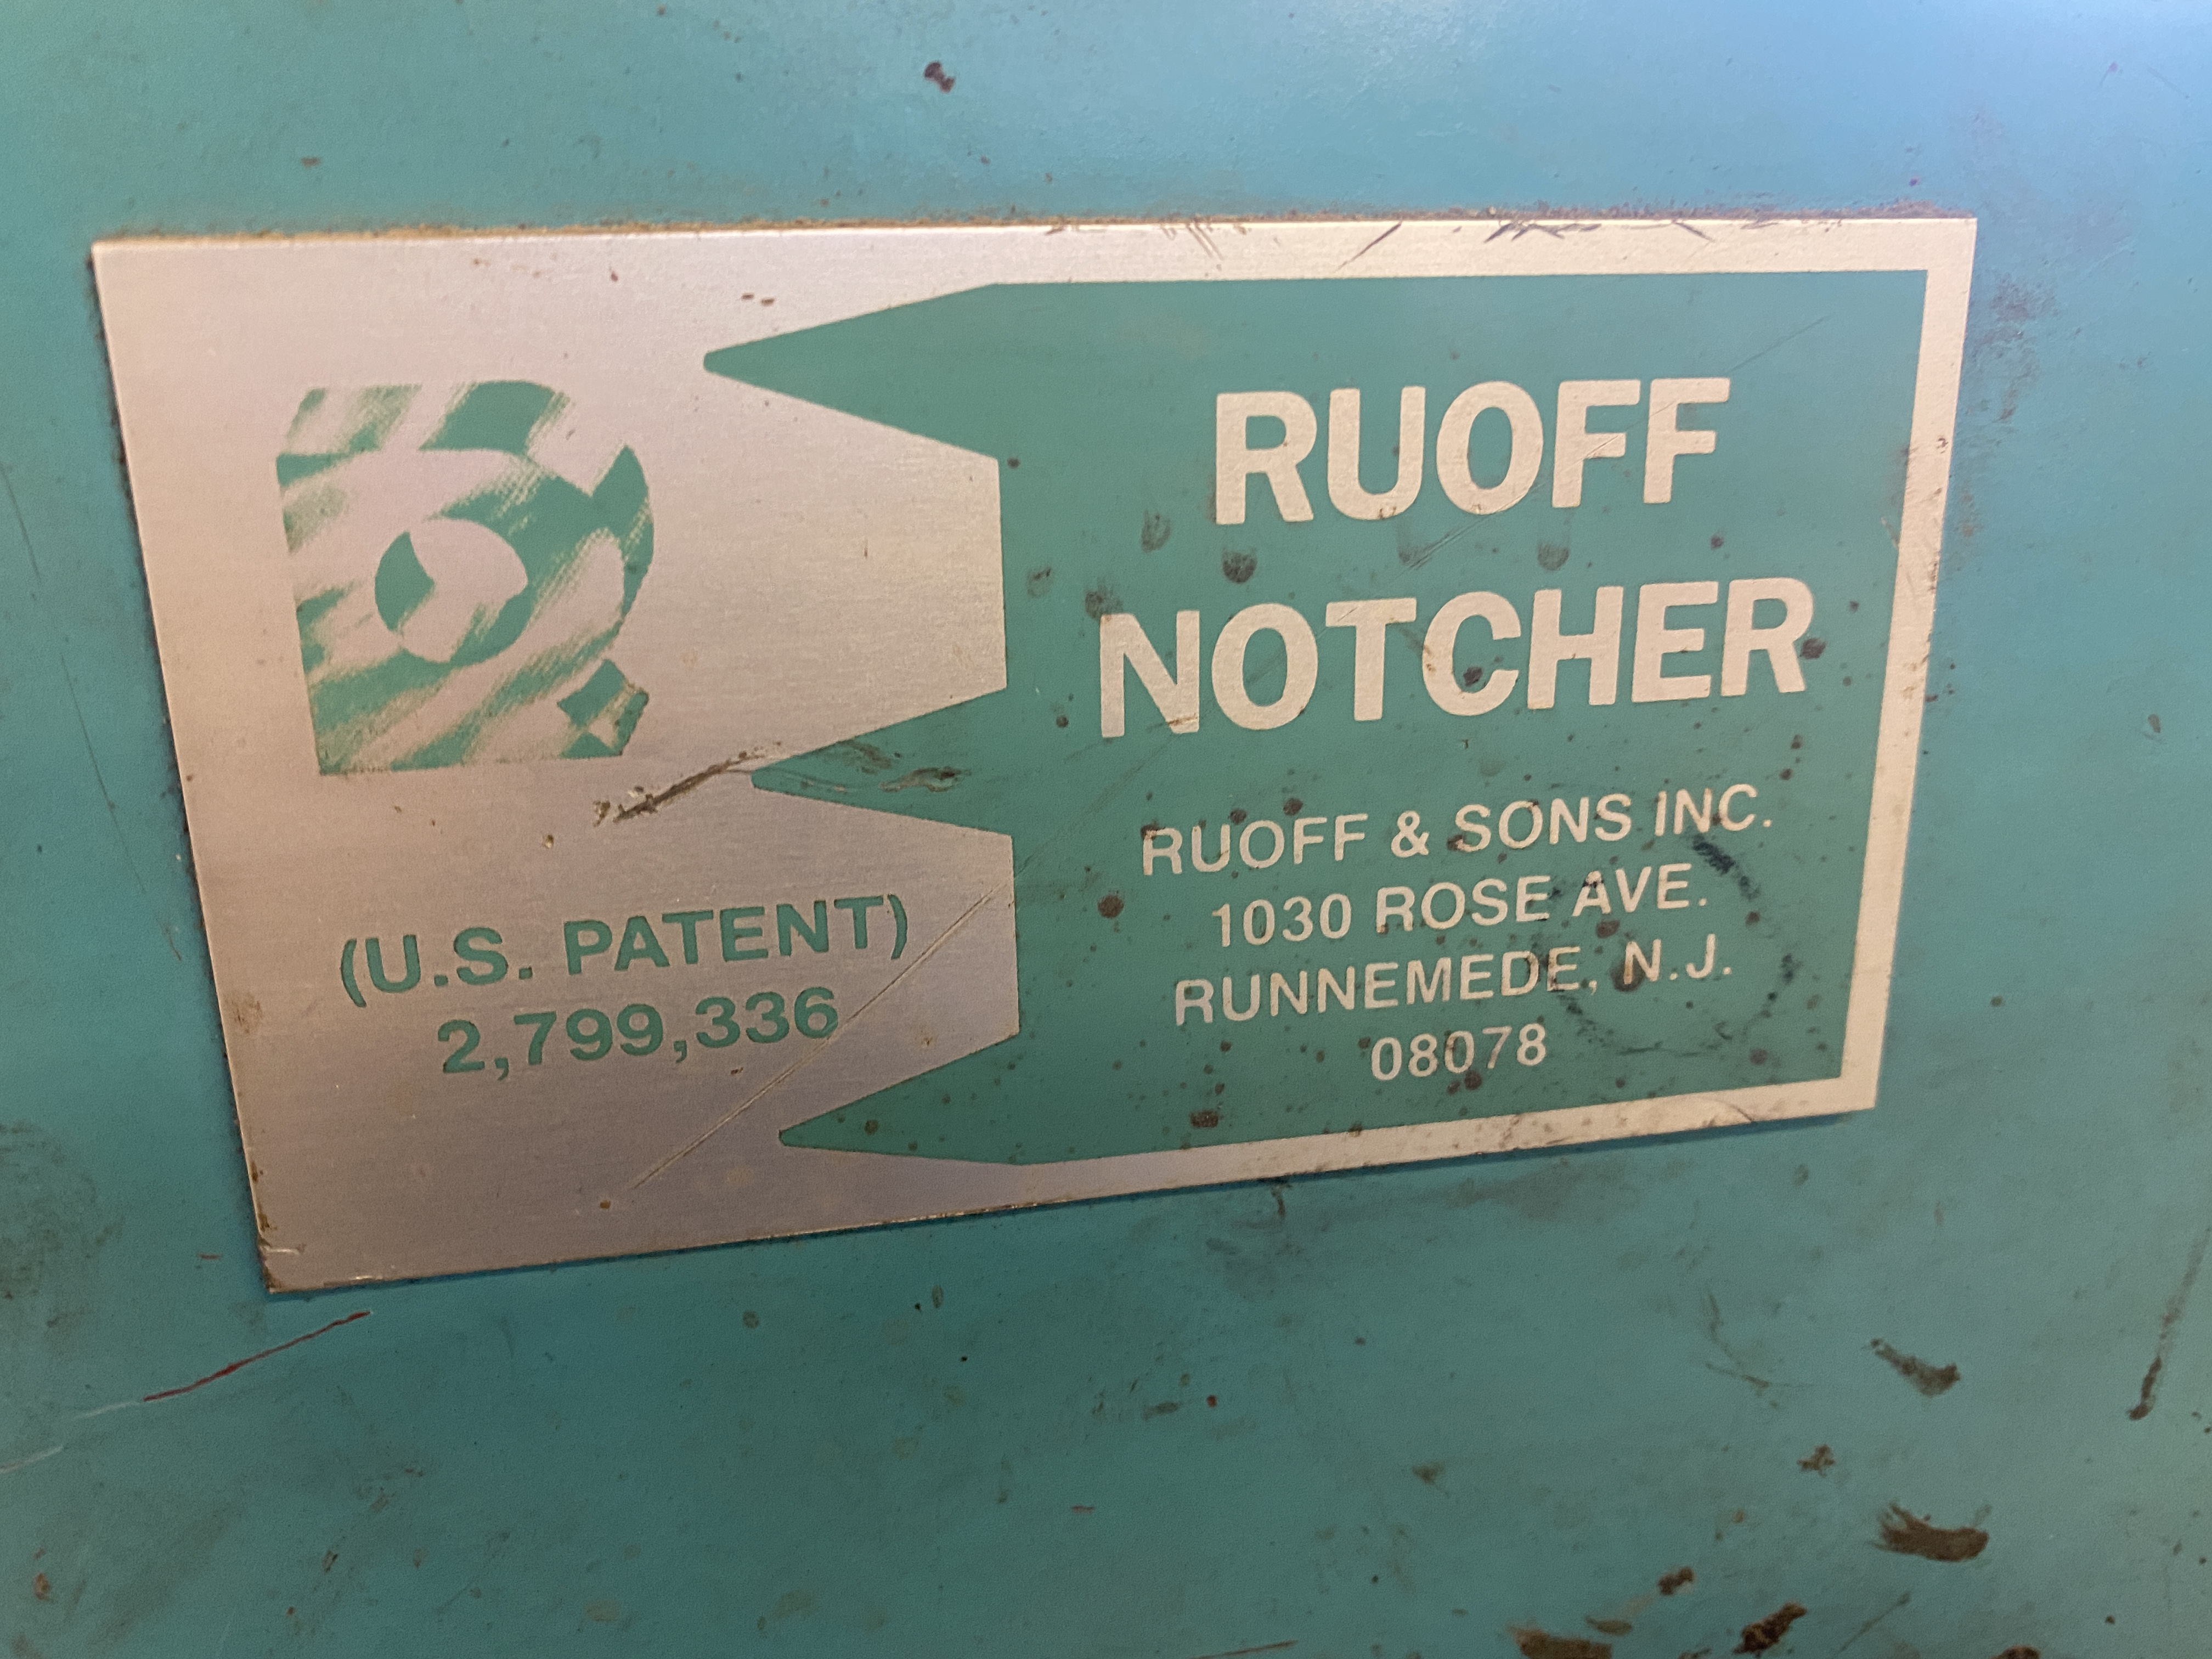 RUOFF
NOTCHER
RUOFF & SONS INC.
1030 ROSE AVE.
RUNNEMEDE, N.J.
08078
(U.S. PATENT)
2,799,336